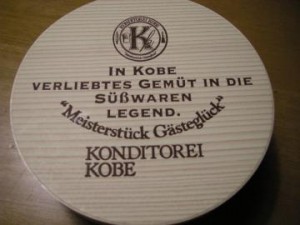 K
IN KOBE
VERLIEBTES GEMÜT IN DIE
SÜßWAREN
LEGEND.
"Meisterstück Gästeglück"
KONDITOREI
KOBE